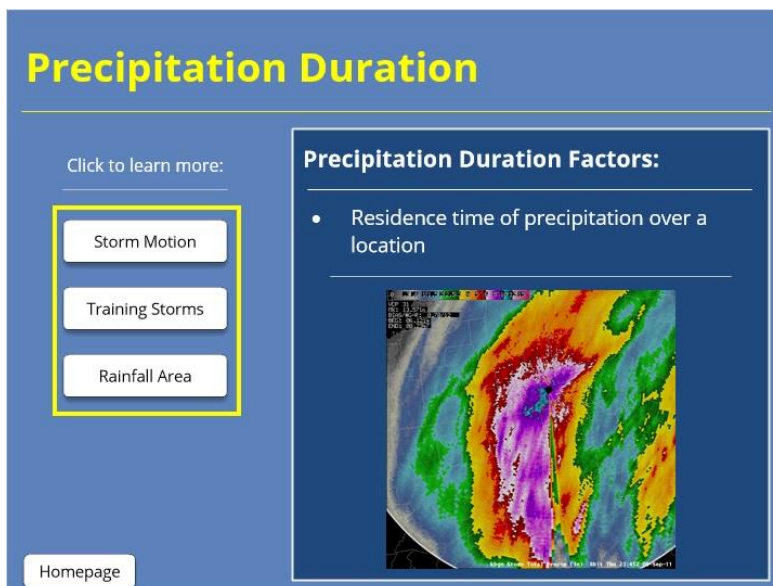 Precipitation Duration
Click to learn more:
Storm Motion
Training Storms
Rainfall Area
Homepage
Precipitation Duration Factors:
• Residence time of precipitation over a
location